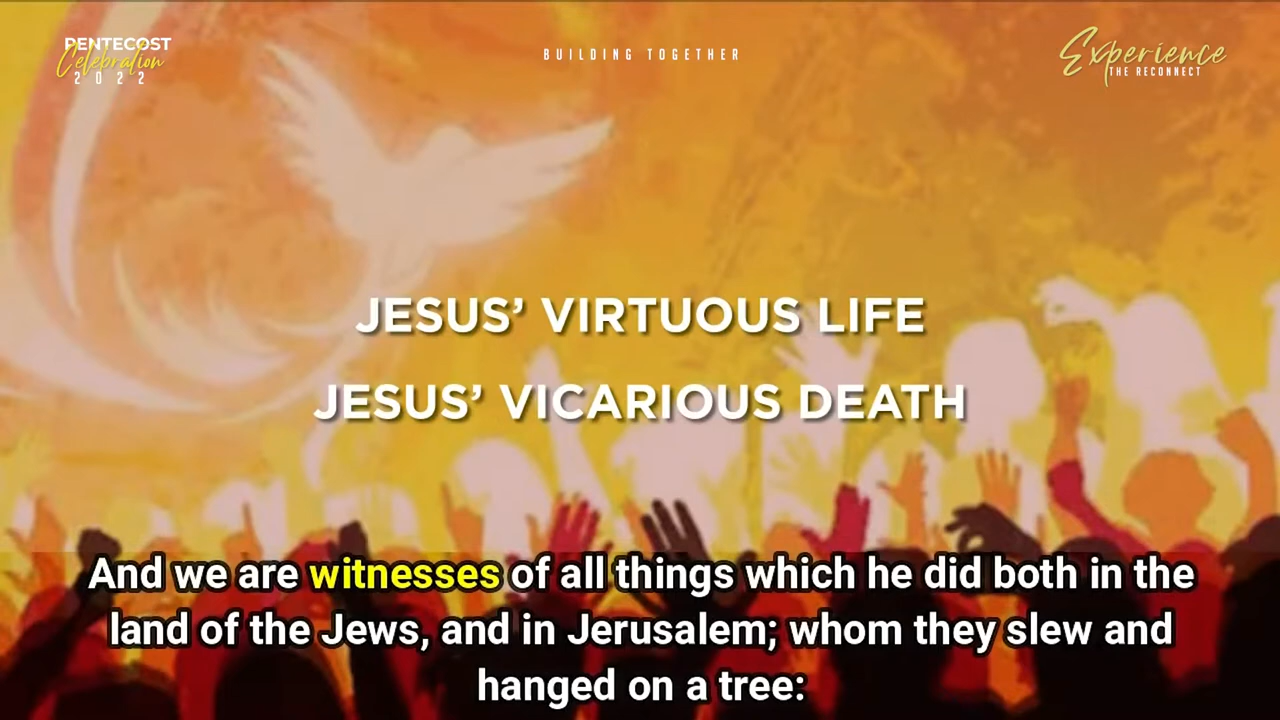 PENTECOST
Celebration
2022
BUILDING TOGETHER
Experience
THE RECONNECT
JESUS’ VIRTUOUS LIFE
JESUS’ VICARIOUS DEATH
And we are witnesses of all things which he did both in the
land of the Jews, and in Jerusalem; whom they slew and
hanged on a tree: